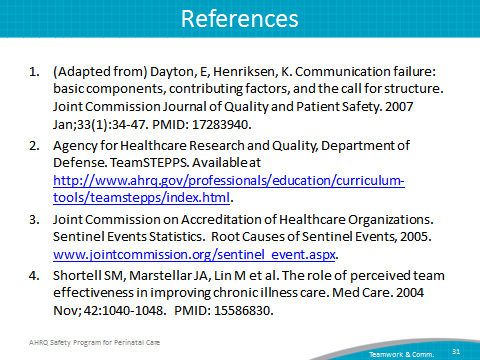 References
1. (Adapted from) Dayton, E, Henriksen, K. Communication failure:
basic components, contributing factors, and the call for structure.
Joint Commission Journal of Quality and Patient Safety. 2007
Jan;33(1):34-47. PMID: 17283940.
2. Agency for Healthcare Research and Quality, Department of
Defense. TeamSTEPPS. Available at
http://www.ahrq.gov/professionals/education/curriculum-
tools/teamstepps/index.html.
3. Joint Commission on Accreditation of Healthcare Organizations.
Sentinel Events Statistics. Root Causes of Sentinel Events, 2005.
www.jointcommission.org/sentinel_event.aspx.
4. Shortell SM, Marstellar JA, Lin M et al. The role of perceived team
effectiveness in improving chronic illness care. Med Care. 2004
Nov; 42:1040-1048. PMID: 15586830.
AHRQ Safety Program for Perinatal Care
Teamwork & Comm. 31